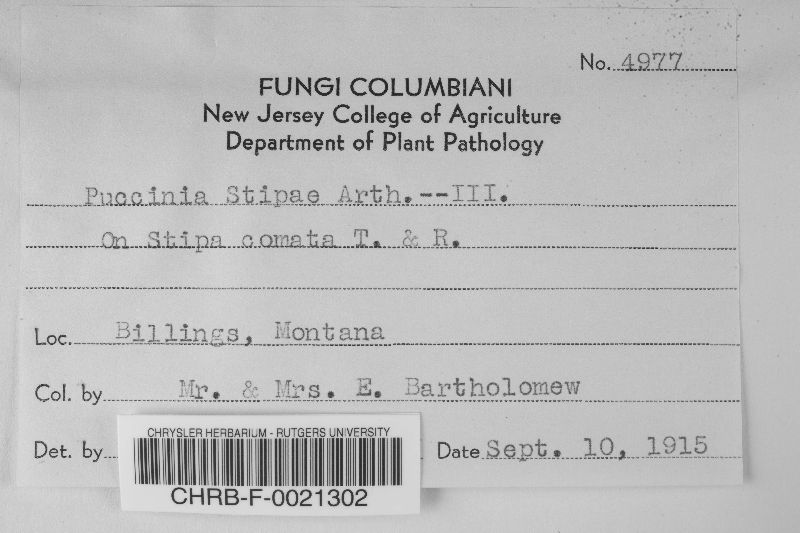 No. 4977
FUNGI COLUMBIANI
New Jersey College of Agriculture
Department of Plant Pathology
Puccinia Stipae Arth.--III.
On Stipa comata T. & R.
Loc. Billings, Montana
Col. by Mr. & Mrs. E. Bartholomew
Det. by Date Sept. 10, 1915
CHRYSLER HERBARIUM - RUTGERS UNIVERSITY
CHRB-F-0021302